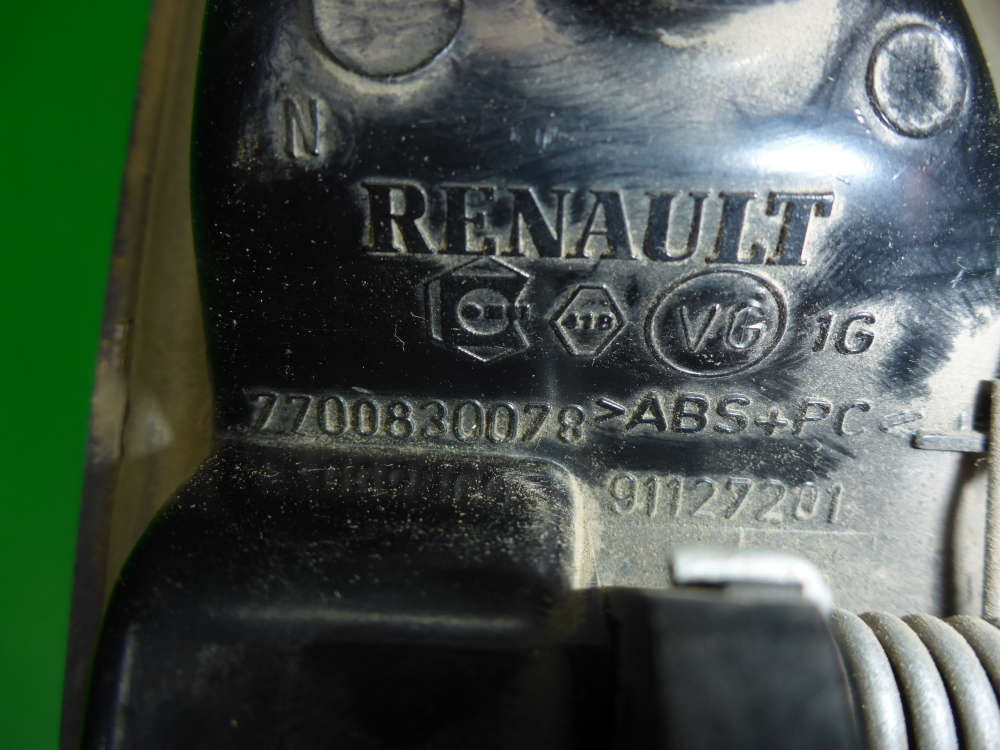 N
RENAULT
VG 1G
7700830078 >ABS+PC<
91127201